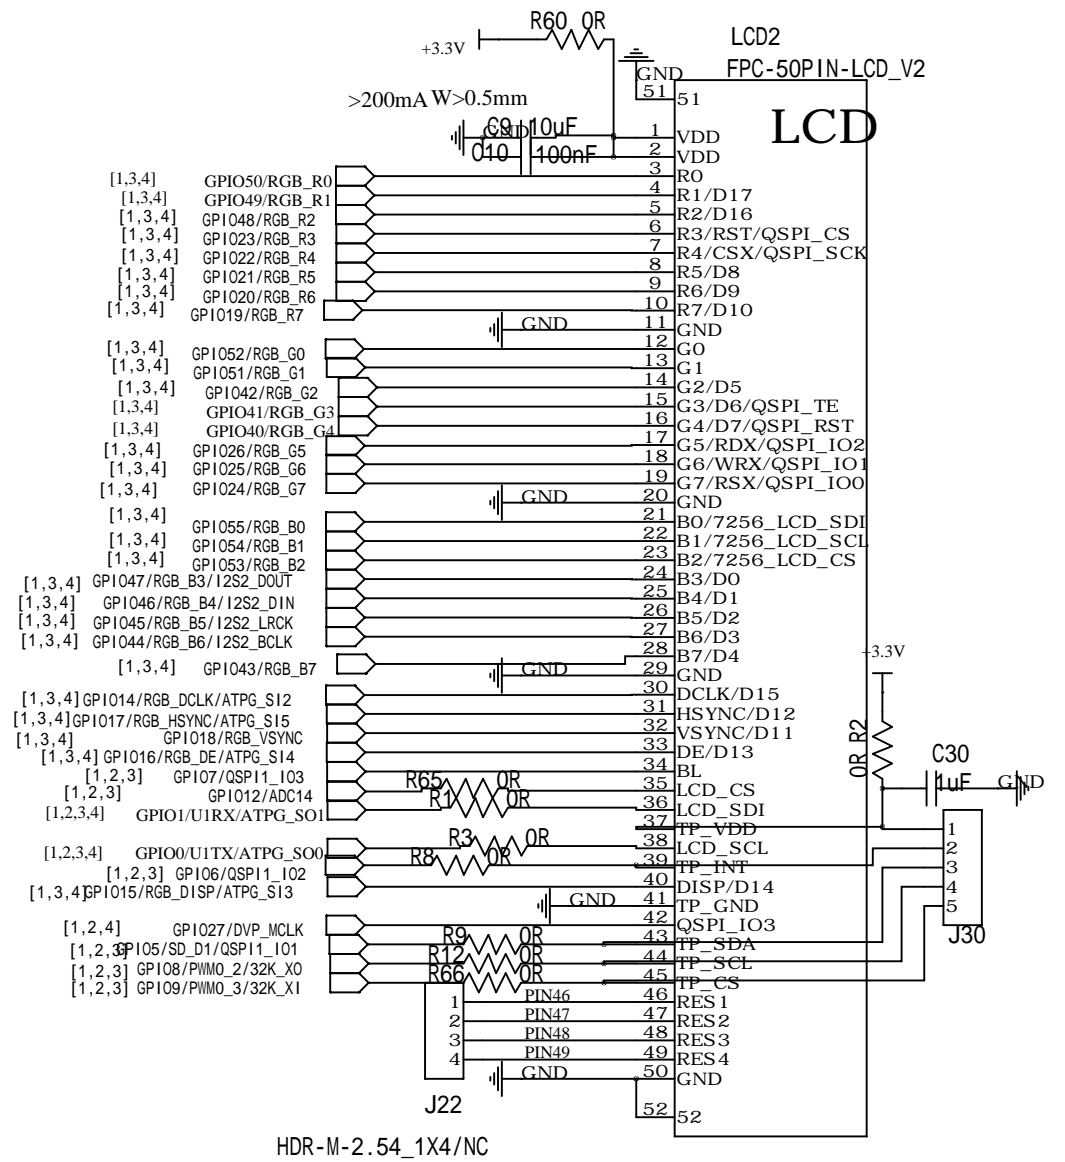 R60 0R
+3.3V
LCD2
FPC-50PIN-LCD_V2
GND
51 51
>200mA W>0.5mm
LCD
GND C9 10uF
1 VDD
C10 100nF
2 VDD
[1,3,4] GPIO50/RGB_R0 3 R0
[1,3,4] GPIO49/RGB_R1 4 R1/D17
[1,3,4] GPIO48/RGB_R2 5 R2/D16
[1,3,4] GPIO23/RGB_R3 6 R3/RST/QSPI_CS
[1,3,4] GPIO22/RGB_R4 7 R4/CSX/QSPI_SCK
[1,3,4] GPIO21/RGB_R5 8 R5/D8
[1,3,4] GPIO20/RGB_R6 9 R6/D9
[1,3,4] GPIO19/RGB_R7 10 R7/D10
GND 11 GND
[1,3,4] GPIO52/RGB_G0 12 G0
[1,3,4] GPIO51/RGB_G1 13 G1
[1,3,4] GPIO42/RGB_G2 14 G2/D5
[1,3,4] GPIO41/RGB_G3 15 G3/D6/QSPI_TE
[1,3,4] GPIO40/RGB_G4 16 G4/D7/QSPI_RST
[1,3,4] GPIO26/RGB_G5 17 G5/RDX/QSPI_IO2
[1,3,4] GPIO25/RGB_G6 18 G6/WRX/QSPI_IO1
[1,3,4] GPIO24/RGB_G7 19 G7/RSX/QSPI_IO0
GND 20 GND
[1,3,4] GPIO55/RGB_B0 21 B0/7256_LCD_SDI
[1,3,4] GPIO54/RGB_B1 22 B1/7256_LCD_SCL
[1,3,4] GPIO53/RGB_B2 23 B2/7256_LCD_CS
[1,3,4] GPIO47/RGB_B3/I2S2_DOUT 24 B3/D0
[1,3,4] GPIO46/RGB_B4/I2S2_DIN 25 B4/D1
[1,3,4] GPIO45/RGB_B5/I2S2_LRCK 26 B5/D2
[1,3,4] GPIO44/RGB_B6/I2S2_BCLK 27 B6/D3
[1,3,4] GPIO43/RGB_B7 28 B7/D4
+3.3V
GND 29 GND
[1,3,4] GPIO14/RGB_DCLK/ATPG_SI2 30 DCLK/D15
[1,3,4] GPIO17/RGB_HSYNC/ATPG_SI5 31 HSYNC/D12
[1,3,4] GPIO18/RGB_VSYNC 32 VSYNC/D11
[1,3,4] GPIO16/RGB_DE/ATPG_SI4 33 DE/D13
0R R2
C30
1uF
GND
[1,2,3] GPIO7/QSPI1_IO3 34 BL
[1,2,3] GPIO12/ADC14 R65 0R 35 LCD_CS
[1,2,3,4] GPIO1/U1RX/ATPG_SO1 R1 0R 36 LCD_SDI
37 TP_VDD 1
[1,2,3,4] GPIO0/U1TX/ATPG_SO0 R3 0R 38 LCD_SCL 2
[1,2,3] GPIO6/QSPI1_IO2 R8 0R 39 TP_INT 3
[1,3,4] GPIO15/RGB_DISP/ATPG_SI3 40 DISP/D14 4
GND 41 TP_GND 5
[1,2,4] GPIO27/DVP_MCLK 42 QSPI_IO3
J30
[1,2,3] GPIO5/SD_D1/QSPI1_IO1 R9 0R 43 TP_SDA
[1,2,3] GPIO8/PWM0_2/32K_XO R12 0R 44 TP_SCL
[1,2,3] GPIO9/PWM0_3/32K_XI R66 0R 45 TP_CS
1 PIN46 46 RES1
2 PIN47 47 RES2
3 PIN48 48 RES3
4 PIN49 49 RES4
GND 50 GND
J22
52 52
HDR-M-2.54_1X4/NC